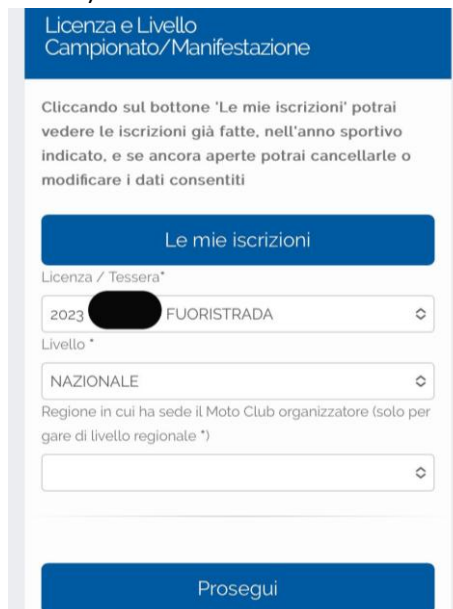 Licenza e Livello
Campionato/Manifestazione
Cliccando sul bottone 'Le mie iscrizioni' potrai
vedere le iscrizioni già fatte, nell'anno sportivo
indicato, e se ancora aperte potrai cancellarle o
modificare i dati consentiti
Le mie iscrizioni
Licenza / Tessera*
2023 FUORISTRADA
Livello *
NAZIONALE
Regione in cui ha sede il Moto Club organizzatore (solo per
gare di livello regionale *)
Prosegui